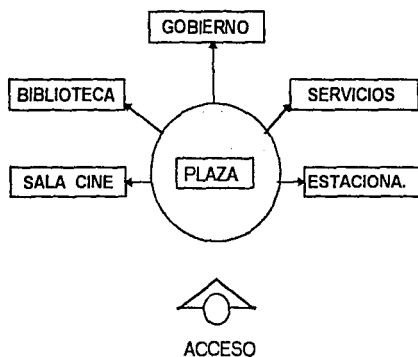 GOBIERNO
BIBLIOTECA
SERVICIOS
PLAZA
SALA CINE
ESTACIONA.
ACCESO